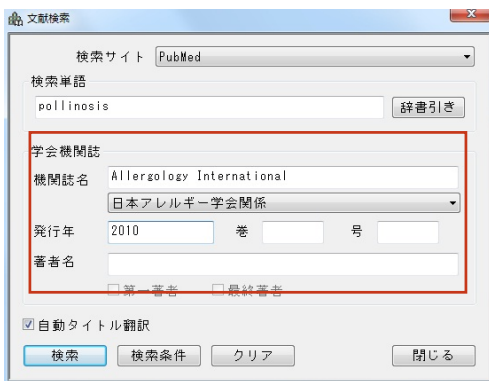 文献検索
検索サイト PubMed
検索単語
pollinosis 辞書引き
学会機関誌
機関誌名 Allergology International
日本アレルギー学会関係
発行年 2010 巻 号
著者名
第一著者 最終著者
自動タイトル翻訳
検索 検索条件 クリア 閉じる